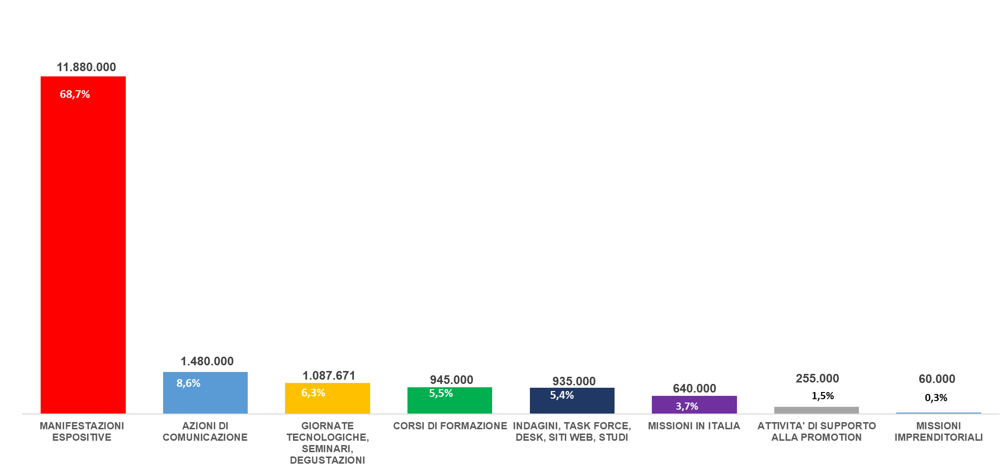 11.880.000
68,7%
1.480.000
8,6%
1.087.671
6,3%
945.000
5,5%
935.000
5,4%
640.000
3,7%
255.000
1,5%
60.000
0,3%
MANIFESTAZIONI
ESPOSITIVE
AZIONI DI
COMUNICAZIONE
GIORNATE
TECNOLOGICHE,
SEMINARI,
DEGUSTAZIONI
CORSI DI FORMAZIONE
INDAGINI, TASK FORCE,
DESK, SITI WEB, STUDI
MISSIONI IN ITALIA
ATTIVITA' DI SUPPORTO
ALLA PROMOTION
MISSIONI
IMPRENDITORIALI